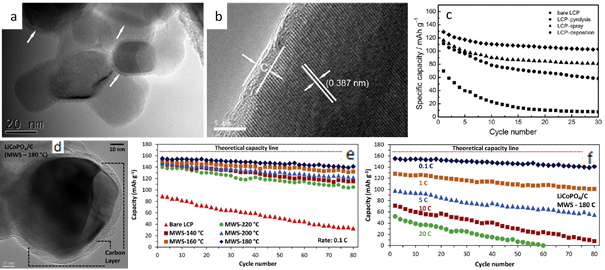 a
20 nm
b
C
(0.387 nm)
5 nm
c
bare LCP
LCP-pyrolysis
LCP-spray
LCP-deposition
Specific capacity / mAh g⁻¹
140
120
100
80
60
40
20
0
0 5 10 15 20 25 30
Cycle number
d
LiCoPO₄/C
(MWS – 180 °C)
10 nm
Carbon
Layer
10 nm
e
Theoretical capacity line
Capacity (mAh g⁻¹)
180
160
140
120
100
80
60
40
20
0
Bare LCP
MWS-140 °C
MWS-160 °C
MWS-220 °C
MWS-200 °C
MWS-180 °C
Rate: 0.1 C
0 10 20 30 40 50 60 70 80
Cycle number
f
Theoretical capacity line
Capacity (mAh g⁻¹)
180
160
140
120
100
80
60
40
20
0
0.1 C
1 C
5 C
10 C
20 C
LiCoPO₄/C
MWS - 180 C
0 20 40 60 80
Cycle number